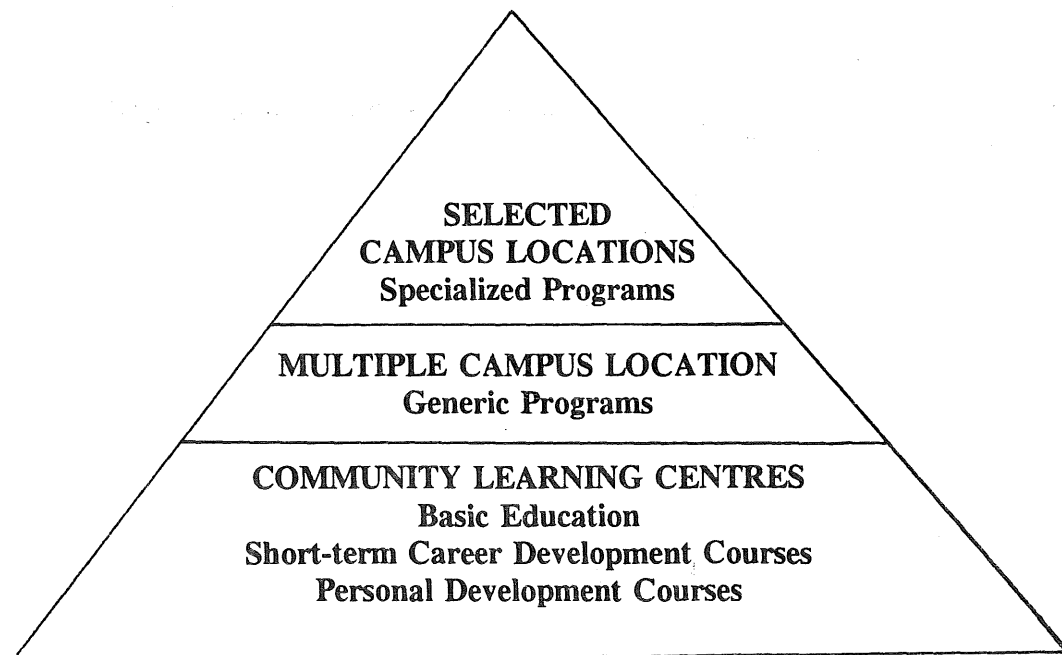 SELECTED
CAMPUS LOCATIONS
Specialized Programs
MULTIPLE CAMPUS LOCATION
Generic Programs
COMMUNITY LEARNING CENTRES
Basic Education
Short-term Career Development Courses
Personal Development Courses